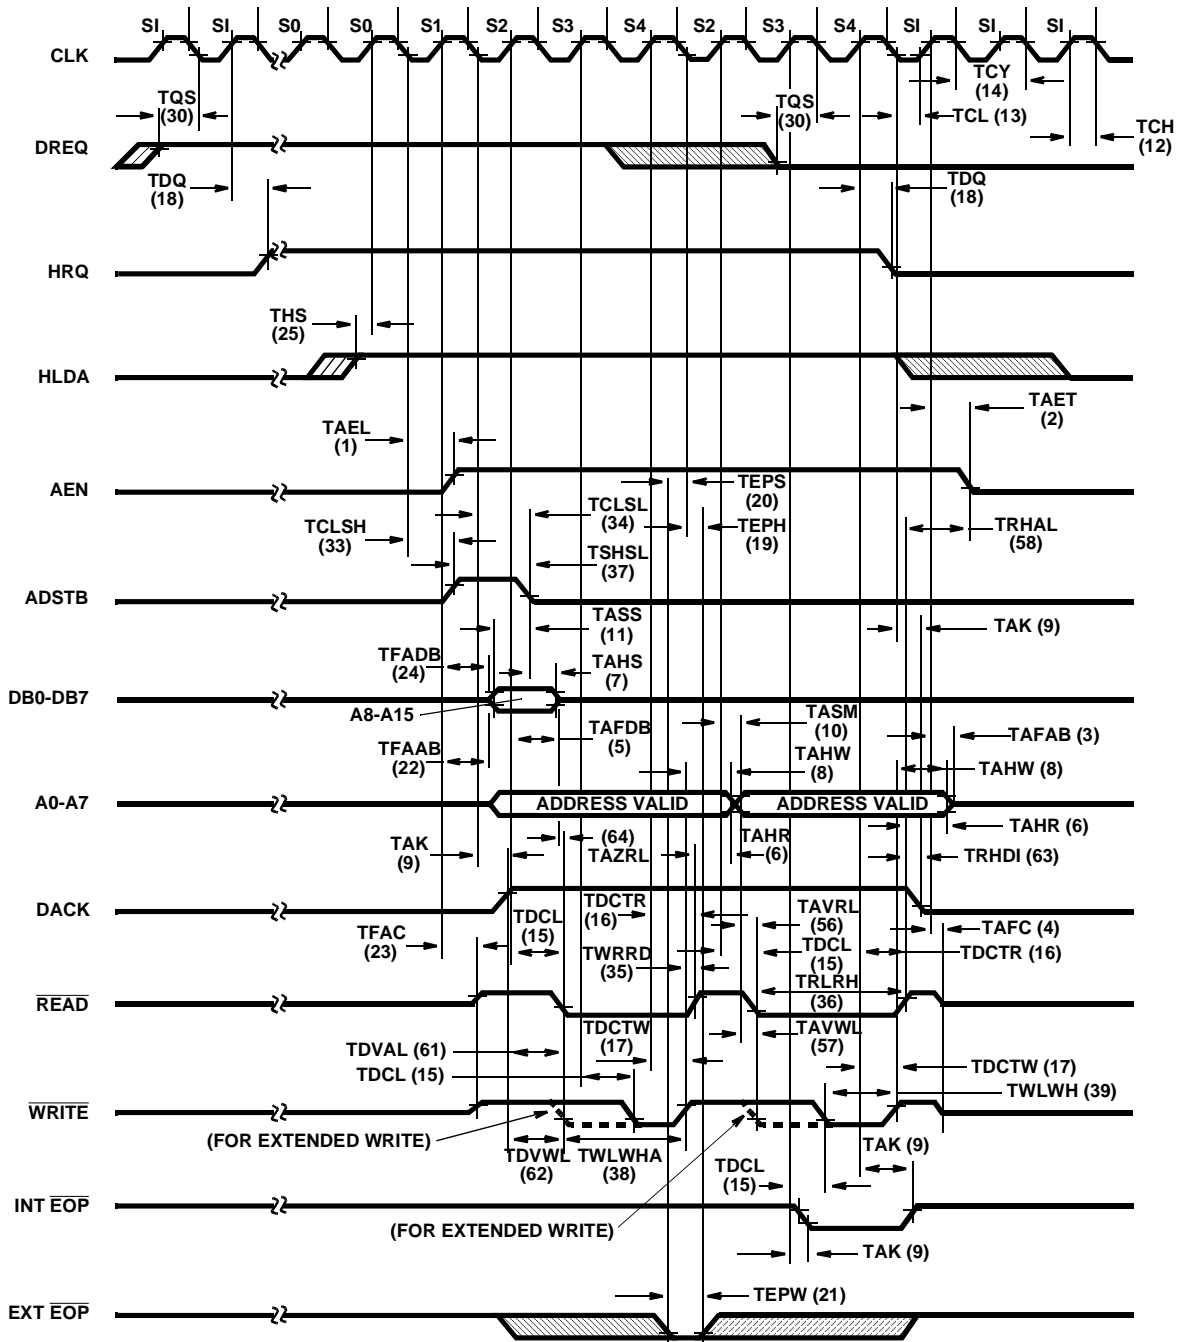 SI SI S0 S0 S1 S2 S3 S4 S2 S3 S4 SI SI SI
CLK
TCY
(14)
TQS
(30)
TQS
(30)
TCL (13)
TCH
(12)
DREQ
TDQ
(18)
TDQ
(18)
HRQ
THS
(25)
HLDA
TAET
(2)
TAEL
(1)
AEN
TEPS
(20)
TCLSL
(34)
TEPH
(19)
TCLSH
(33)
TRHAL
(58)
TSHSL
(37)
ADSTB
TASS
(11)
TAK (9)
TFADB
(24)
TAHS
(7)
DB0-DB7
A8-A15
TASM
(10)
TAFDB
(5)
TAFAB (3)
TFAAB
(22)
TAHW
(8)
TAHW (8)
A0-A7
ADDRESS VALID ADDRESS VALID
TAHR (6)
TAK
(9)
(64)
TAZRL
TAHR
(6)
TRHDI (63)
DACK
TDCTR
(16)
TAVRL
(56)
TDCL
(15)
TAFC (4)
TFAC
(23)
TWRRD
(35)
TDCL
(15)
TDCTR (16)
TRLRH
(36)
READ
TDCTW
(17)
TAVWL
(57)
TDVAL (61)
TDCTW (17)
TDCL (15)
TWLWH (39)
WRITE
(FOR EXTENDED WRITE)
TDVWL
(62)
TWLWHA
(38)
TDCL
(15)
TAK (9)
INT EOP
(FOR EXTENDED WRITE)
TAK (9)
TEPW (21)
EXT EOP